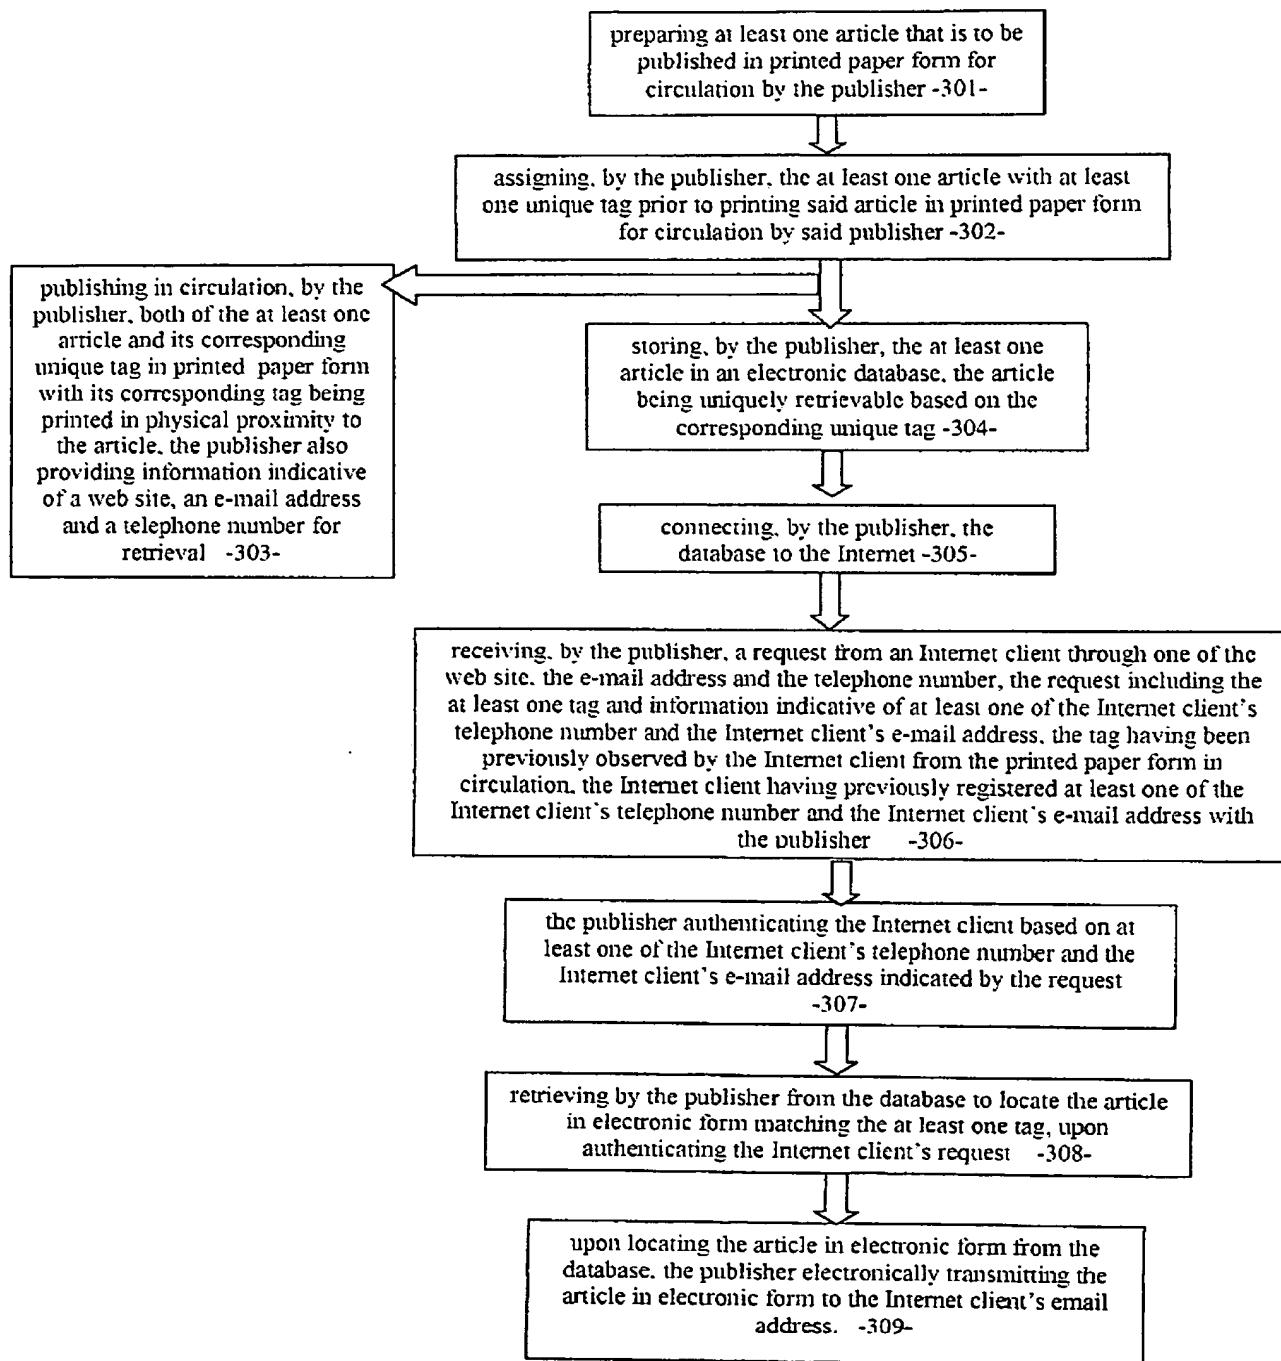 preparing at least one article that is to be
published in printed paper form for
circulation by the publisher -301-
assigning, by the publisher, the at least one article with at least
one unique tag prior to printing said article in printed paper form
for circulation by said publisher -302-
publishing in circulation, by the
publisher, both of the at least one
article and its corresponding
unique tag in printed paper form
with its corresponding tag being
printed in physical proximity to
the article, the publisher also
providing information indicative
of a web site, an e-mail address
and a telephone number for
retrieval -303-
storing, by the publisher, the at least one
article in an electronic database, the article
being uniquely retrievable based on the
corresponding unique tag -304-
connecting, by the publisher, the
database to the Internet -305-
receiving, by the publisher, a request from an Internet client through one of the
web site, the e-mail address and the telephone number, the request including the
at least one tag and information indicative of at least one of the Internet client's
telephone number and the Internet client's e-mail address, the tag having been
previously observed by the Internet client from the printed paper form in
circulation, the Internet client having previously registered at least one of the
Internet client's telephone number and the Internet client's e-mail address with
the publisher -306-
the publisher authenticating the Internet client based on at
least one of the Internet client's telephone number and the
Internet client's e-mail address indicated by the request
-307-
retrieving by the publisher from the database to locate the article
in electronic form matching the at least one tag, upon
authenticating the Internet client's request -308-
upon locating the article in electronic form from the
database, the publisher electronically transmitting the
article in electronic form to the Internet client's email
address. -309-